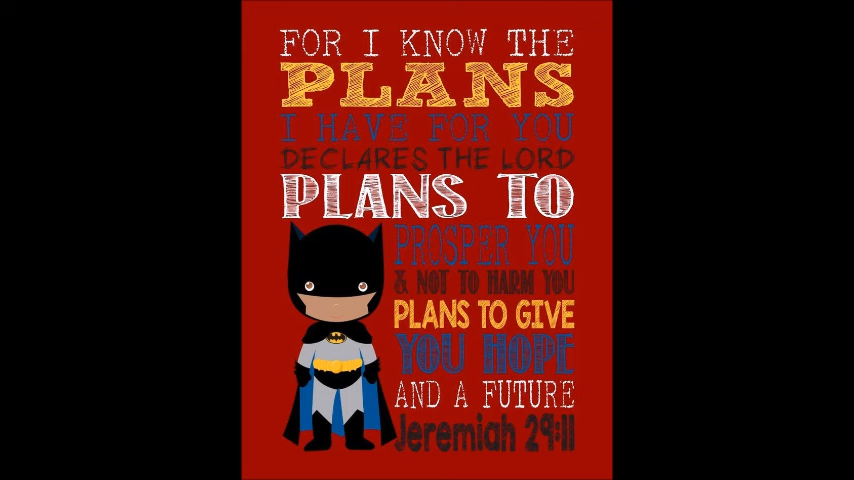 FOR I KNOW THE
PLANS
I HAVE FOR YOU
DECLARES THE LORD
PLANS TO
PROSPER YOU
& NOT TO HARM YOU
PLANS TO GIVE
YOU HOPE
AND A FUTURE
Jeremiah 29:11